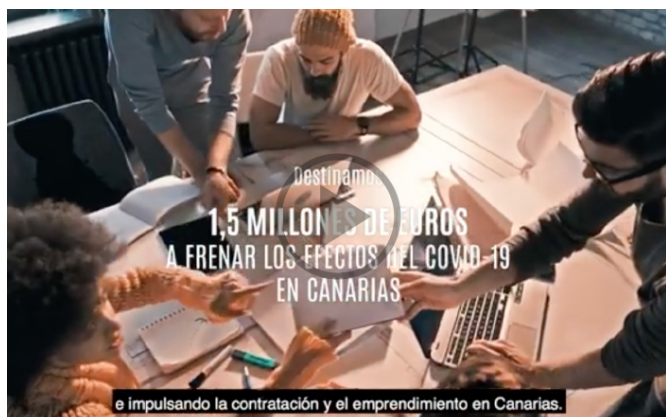 Destinamos
1,5 MILLONES DE EUROS
A FRENAR LOS EFECTOS DEL COVID-19
EN CANARIAS
e impulsando la contratación y el emprendimiento en Canarias.